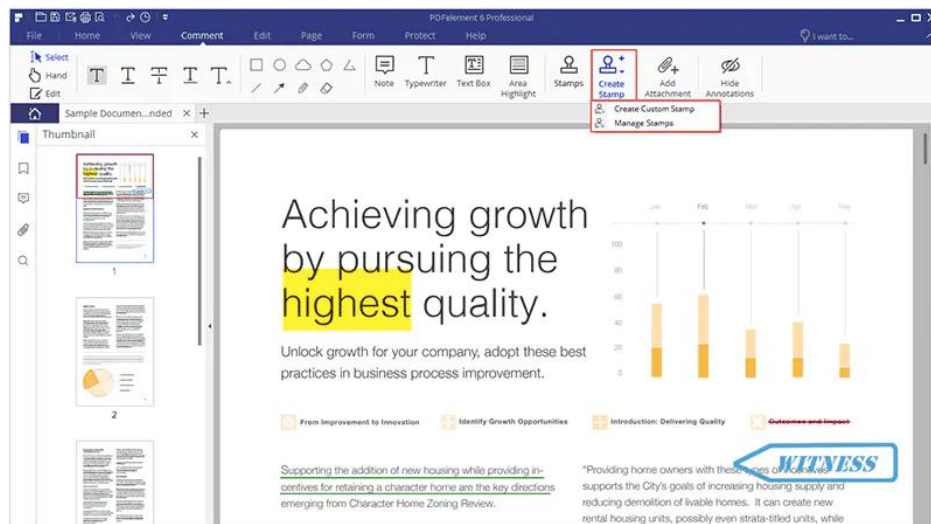 PDFelement 6 Professional
File Home View Comment Edit Page Form Protect Help I want to...
Select
Hand
Edit
T T T T T
Note Typewriter Text Box Area Highlight Stamps Create Stamp Add Attachment Hide Annotations
Create Custom Stamp
Manage Stamps
Sample Documen...nded × +
Thumbnail ×
1
2
Achieving growth
by pursuing the
highest quality.
Unlock growth for your company, adopt these best
practices in business process improvement.
Jan Feb Mar Apr May
100
80
60
40
20
0
From Improvement to Innovation Identify Growth Opportunities Introduction: Delivering Quality Outcomes and Impact
Supporting the addition of new housing while providing in-
centives for retaining a character home are the key directions
emerging from Character Home Zoning Review.
"Providing home owners with these types of incentives
WITNESS
supports the City's goals of increasing housing supply and
reducing demolition of livable homes. It can create new
rental housing units, possibly even strata-titled units, while